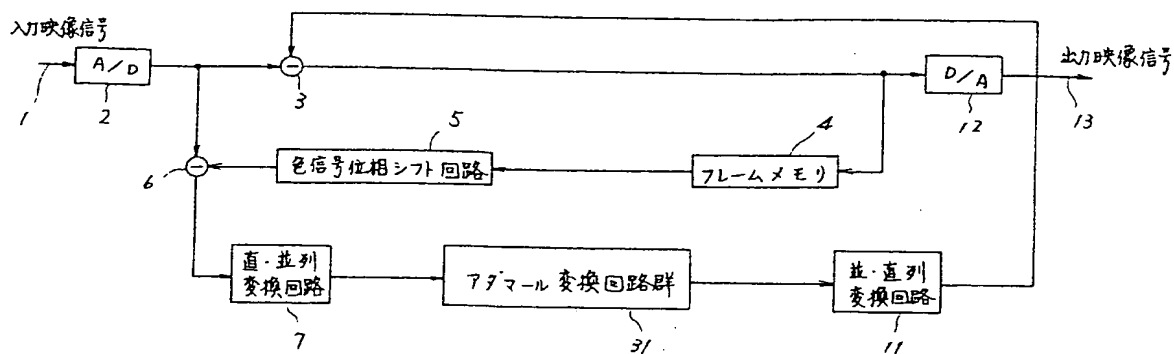 入力映像信号
A/D
1
2
3
D/A
出力映像信号
12
13
5
4
色信号位相シフト回路
フレームメモリ
6
直・並列
変換回路
アダマール変換回路群
並・直列
変換回路
7
31
11